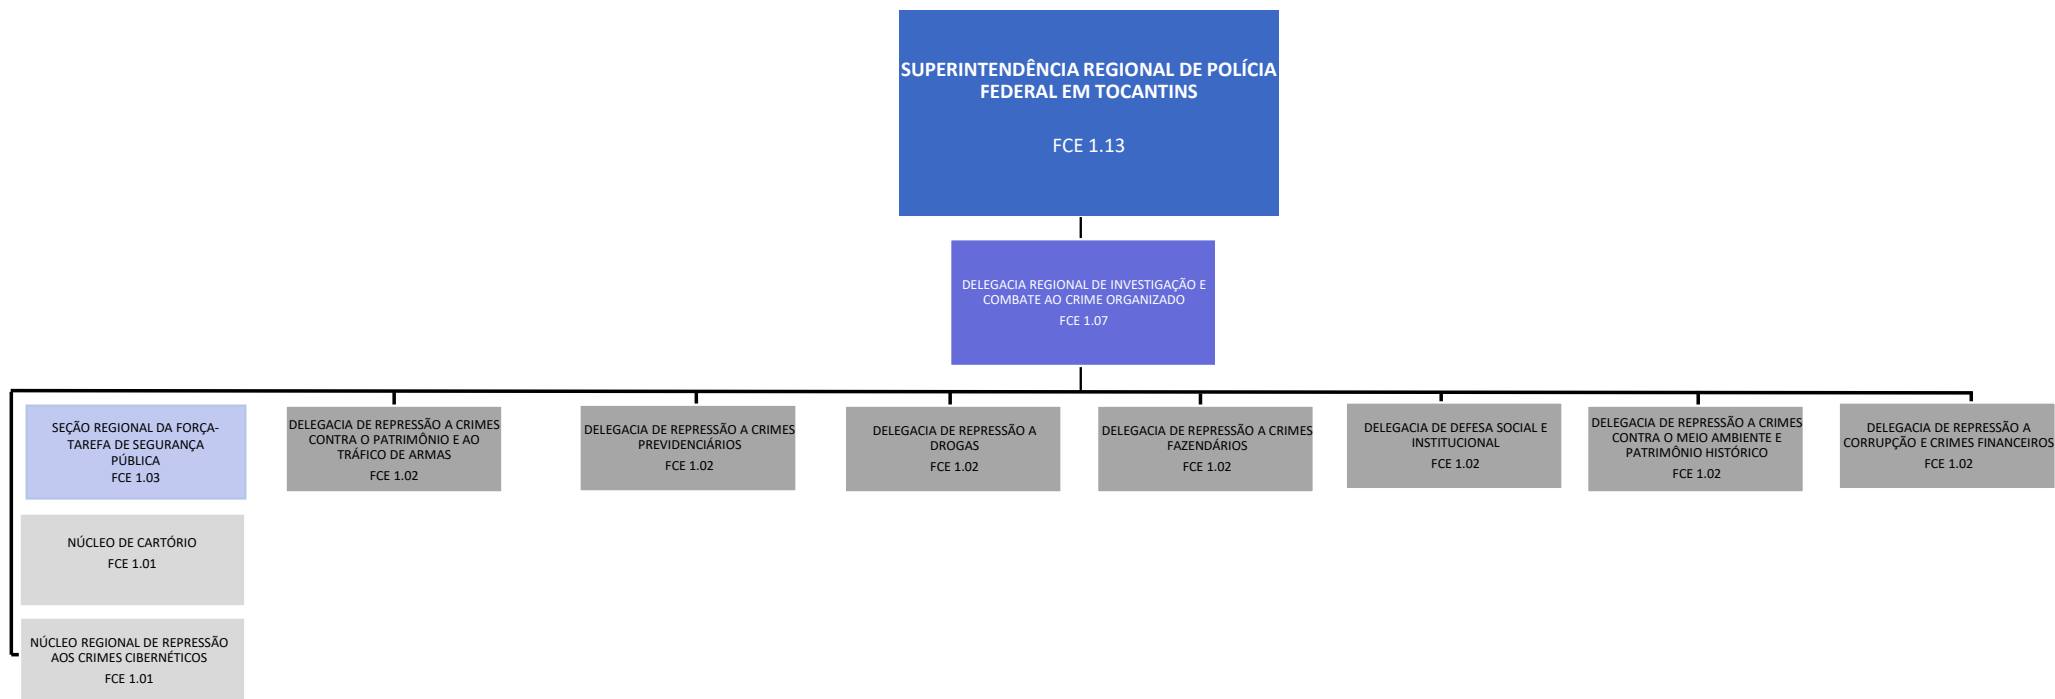 SUPERINTENDÊNCIA REGIONAL DE POLÍCIA
FEDERAL EM TOCANTINS
FCE 1.13
DELEGACIA REGIONAL DE INVESTIGAÇÃO E
COMBATE AO CRIME ORGANIZADO
FCE 1.07
SEÇÃO REGIONAL DA FORÇA-
TAREFA DE SEGURANÇA
PÚBLICA
FCE 1.03
DELEGACIA DE REPRESSÃO A CRIMES
CONTRA O PATRIMÔNIO E AO
TRÁFICO DE ARMAS
FCE 1.02
DELEGACIA DE REPRESSÃO A CRIMES
PREVIDENCIÁRIOS
FCE 1.02
DELEGACIA DE REPRESSÃO A
DROGAS
FCE 1.02
DELEGACIA DE REPRESSÃO A CRIMES
FAZENDÁRIOS
FCE 1.02
DELEGACIA DE DEFESA SOCIAL E
INSTITUCIONAL
FCE 1.02
DELEGACIA DE REPRESSÃO A CRIMES
CONTRA O MEIO AMBIENTE E
PATRIMÔNIO HISTÓRICO
FCE 1.02
DELEGACIA DE REPRESSÃO A
CORRUPÇÃO E CRIMES FINANCEIROS
FCE 1.02
NÚCLEO DE CARTÓRIO
FCE 1.01
NÚCLEO REGIONAL DE REPRESSÃO
AOS CRIMES CIBERNÉTICOS
FCE 1.01